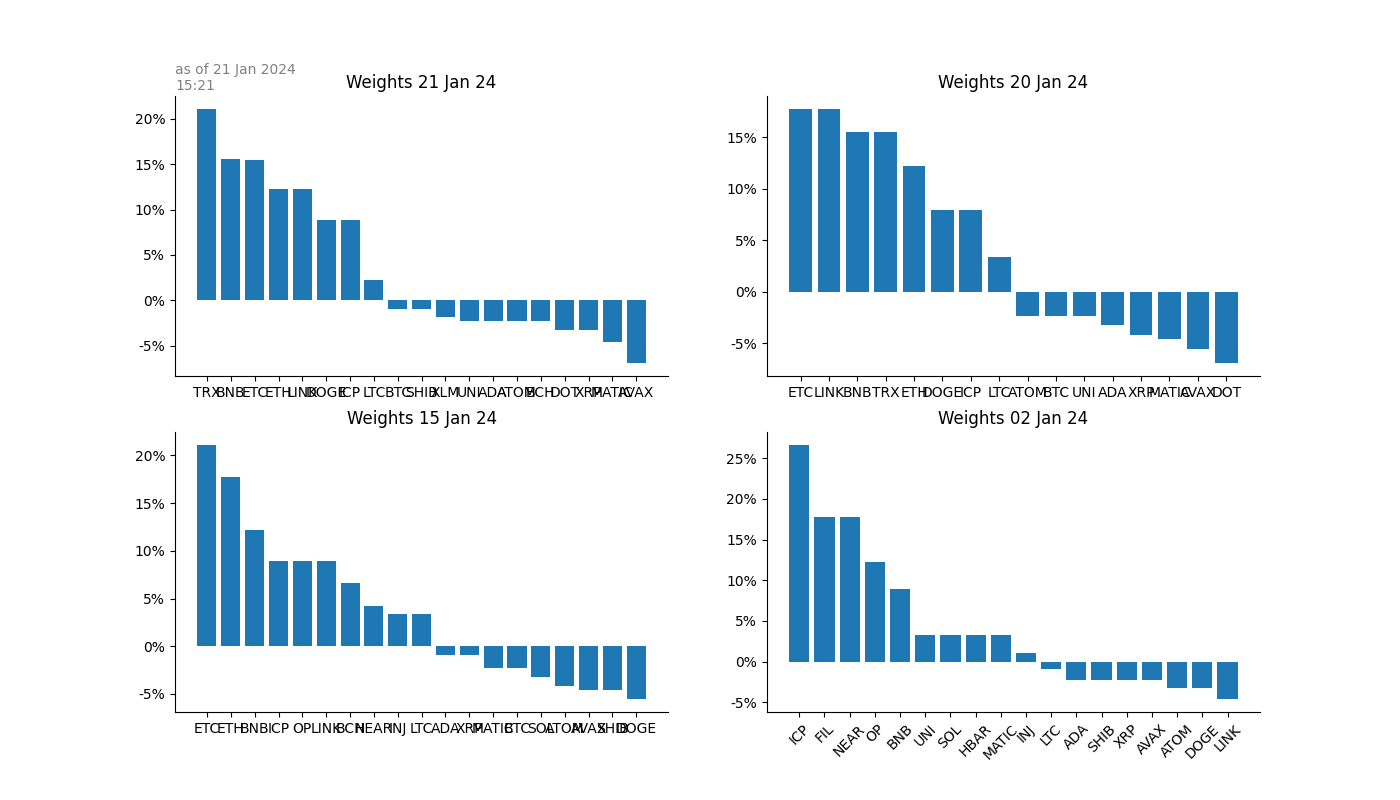 as of 21 Jan 2024
15:21
Weights 21 Jan 24
20%
15%
10%
5%
0%
-5%
TRX BNB ETC ETH LINK DOGE ICP LTC BTC SHIB XLM UNI ADA ATOM BCH DOT XRP MATIC AVAX
Weights 20 Jan 24
15%
10%
5%
0%
-5%
ETC LINK BNB TRX ETH DOGE ICP LTC ATOM BTC UNI ADA XRP MATIC AVAX DOT
Weights 15 Jan 24
20%
15%
10%
5%
0%
-5%
ETC ETH BNB ICP OP LINK BCH NEAR INJ LTC ADA XRP MATIC BTC SOL ATOM AVAX SHIB DOGE
Weights 02 Jan 24
25%
20%
15%
10%
5%
0%
-5%
ICP FIL NEAR OP BNB UNI SOL HBAR MATIC INJ LTC ADA SHIB XRP AVAX ATOM DOGE LINK